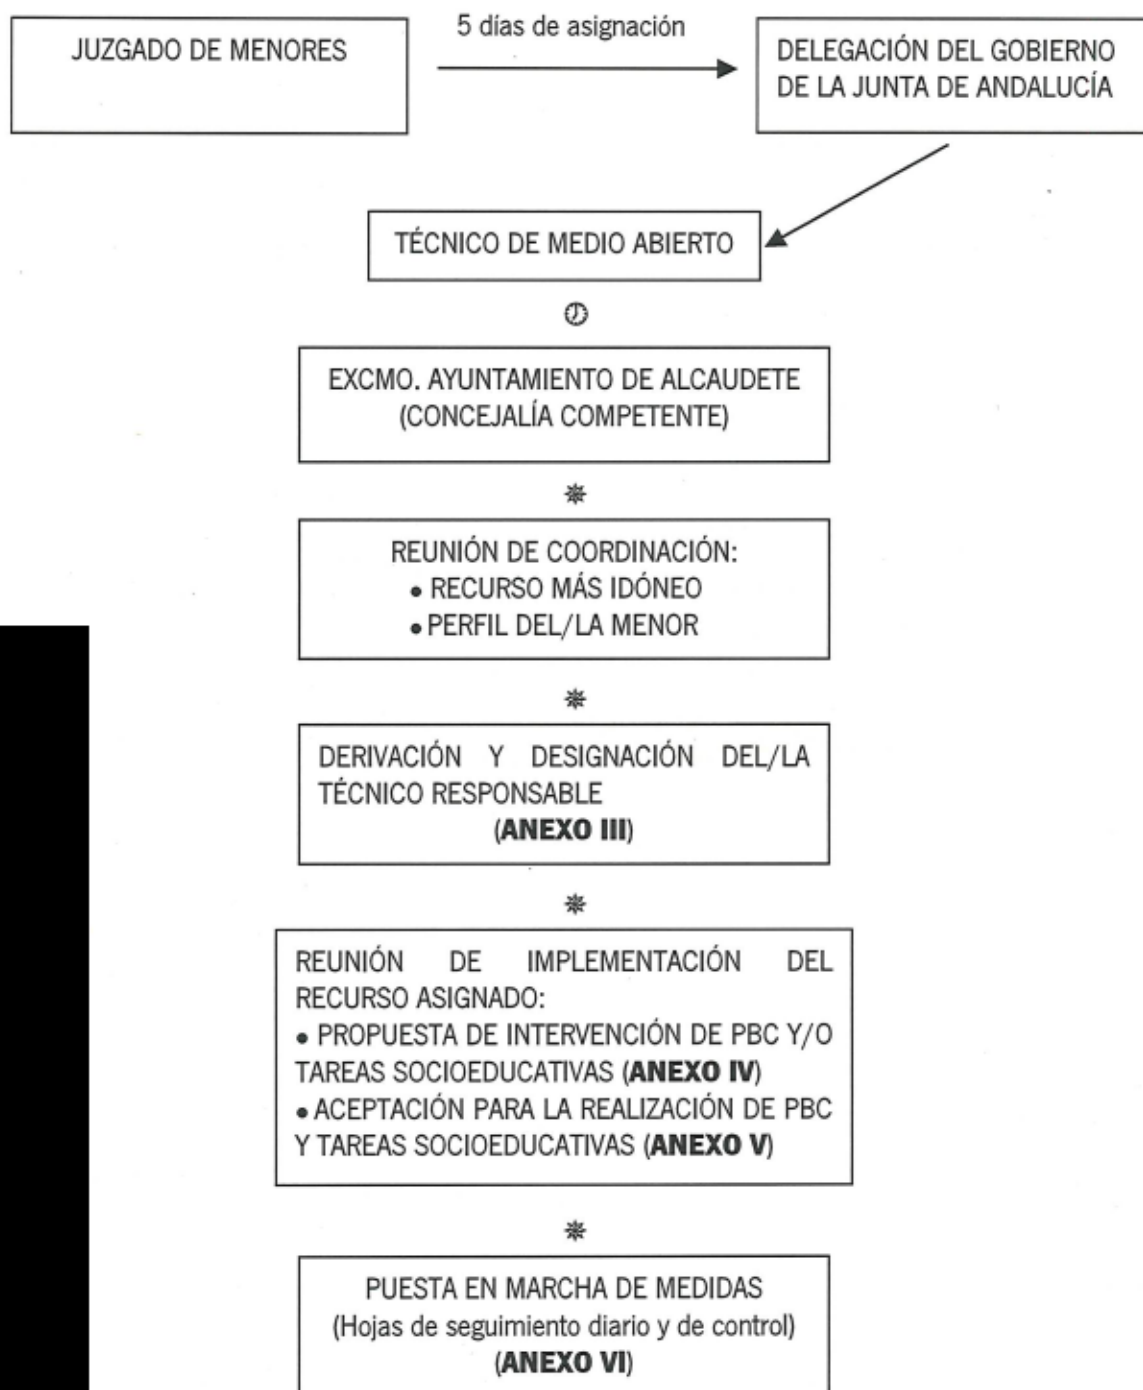 JUZGADO DE MENORES
5 días de asignación
DELEGACIÓN DEL GOBIERNO
DE LA JUNTA DE ANDALUCÍA
TÉCNICO DE MEDIO ABIERTO
EXCMO. AYUNTAMIENTO DE ALCAUDETE
(CONCEJALÍA COMPETENTE)
REUNIÓN DE COORDINACIÓN:
• RECURSO MÁS IDÓNEO
• PERFIL DEL/LA MENOR
DERIVACIÓN Y DESIGNACIÓN DEL/LA
TÉCNICO RESPONSABLE
(ANEXO III)
REUNIÓN DE IMPLEMENTACIÓN DEL
RECURSO ASIGNADO:
• PROPUESTA DE INTERVENCIÓN DE PBC Y/O
TAREAS SOCIOEDUCATIVAS (ANEXO IV)
• ACEPTACIÓN PARA LA REALIZACIÓN DE PBC
Y TAREAS SOCIOEDUCATIVAS (ANEXO V)
PUESTA EN MARCHA DE MEDIDAS
(Hojas de seguimiento diario y de control)
(ANEXO VI)